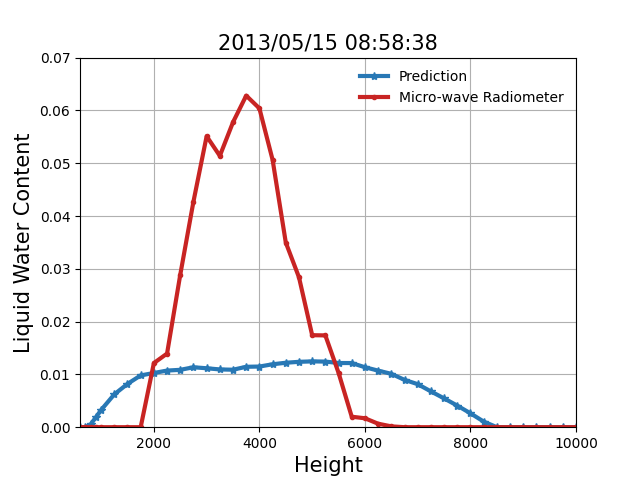 2013/05/15 08:58:38
0.07
0.06
0.05
0.04
0.03
0.02
0.01
0.00
Liquid Water Content
Prediction
Micro-wave Radiometer
2000 4000 6000 8000 10000
Height